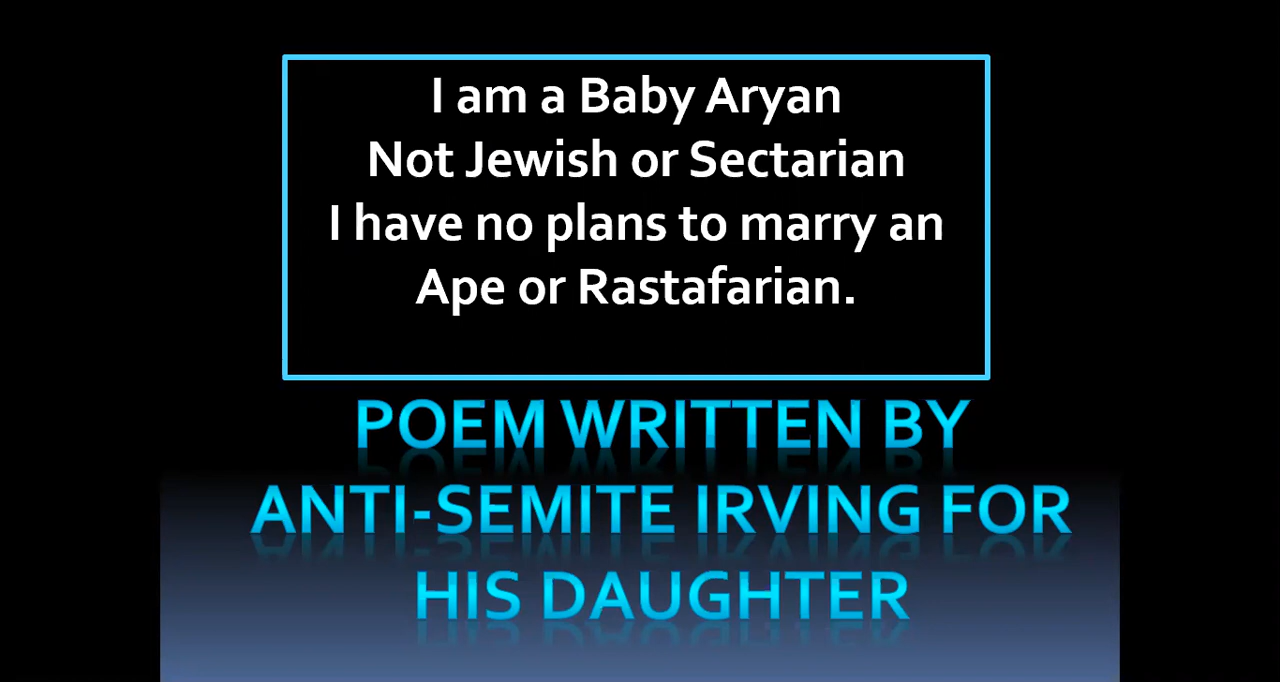 I am a Baby Aryan
Not Jewish or Sectarian
I have no plans to marry an
Ape or Rastafarian.
POEM WRITTEN BY
ANTI-SEMITE IRVING FOR
HIS DAUGHTER